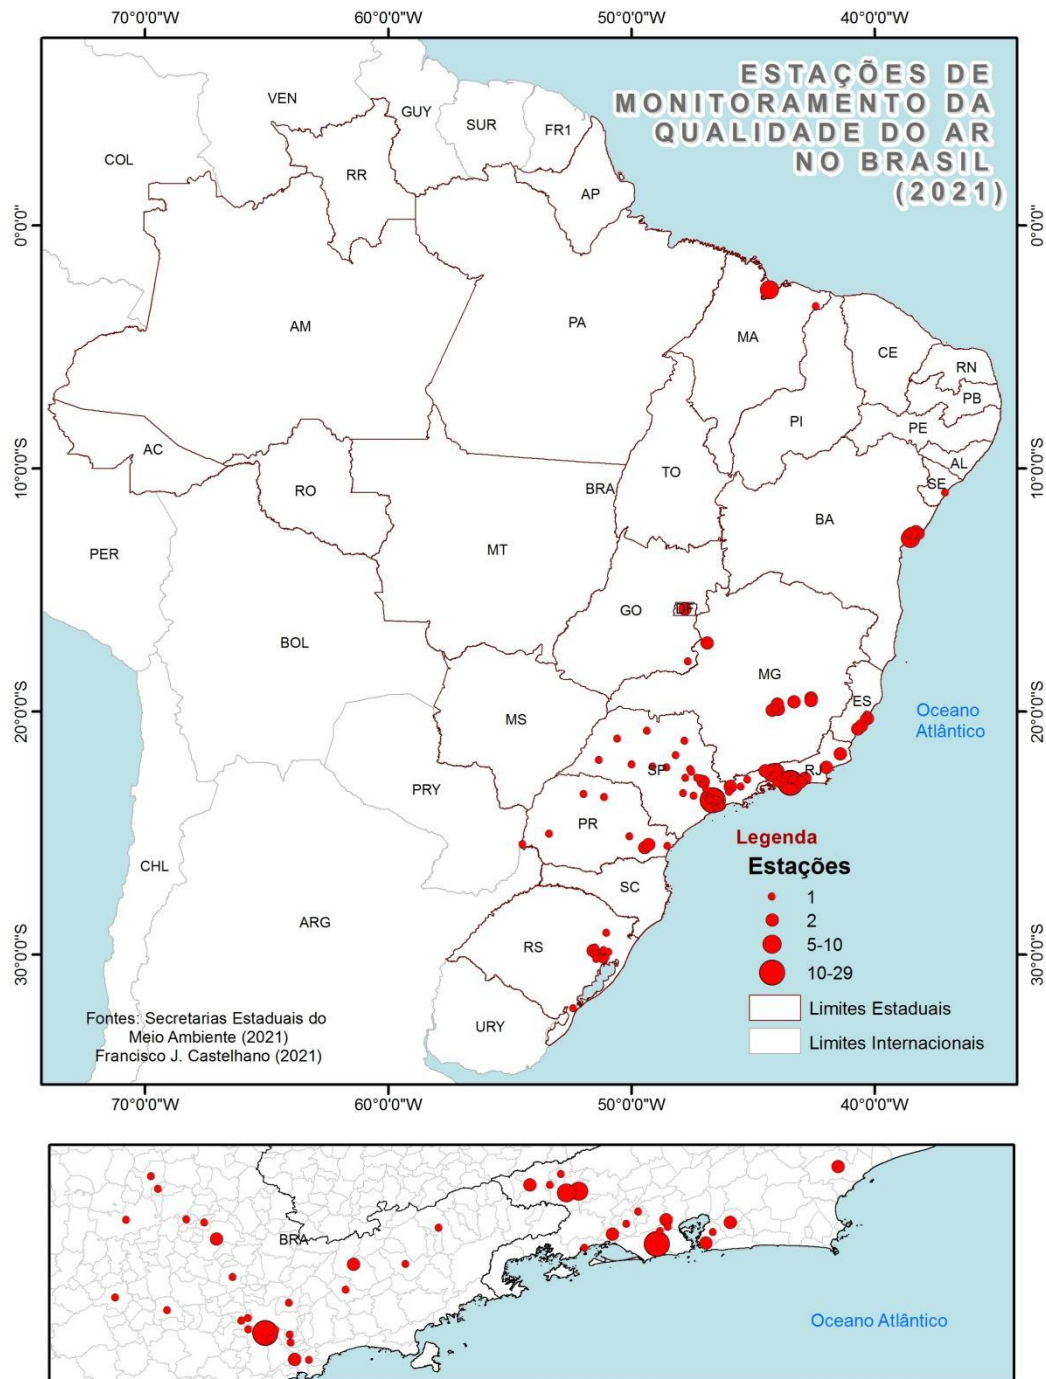 70°0'0"W
60°0'0"W
50°0'0"W
40°0'0"W
ESTAÇÕES DE
MONITORAMENTO DA
QUALIDADE DO AR
NO BRASIL
(2021)
VEN
GUY
SUR
FR1
COL
RR
AP
0°0'0"
0°0'0"
AM
PA
MA
CE
RN
PB
PI
PE
AC
TO
AL
10°0'0"S
10°0'0"S
RO
BRA
SE
BA
PER
MT
GO
DF
BOL
MG
ES
20°0'0"S
20°0'0"S
MS
Oceano
Atlântico
SP
RJ
PRY
PR
Legenda
Estações
CHL
SC
1
ARG
2
RS
5-10
30°0'0"S
30°0'0"S
10-29
Limites Estaduais
Fontes: Secretarias Estaduais do
Meio Ambiente (2021)
Francisco J. Castelhano (2021)
URY
Limites Internacionais
70°0'0"W
60°0'0"W
50°0'0"W
40°0'0"W
BRA
Oceano Atlântico